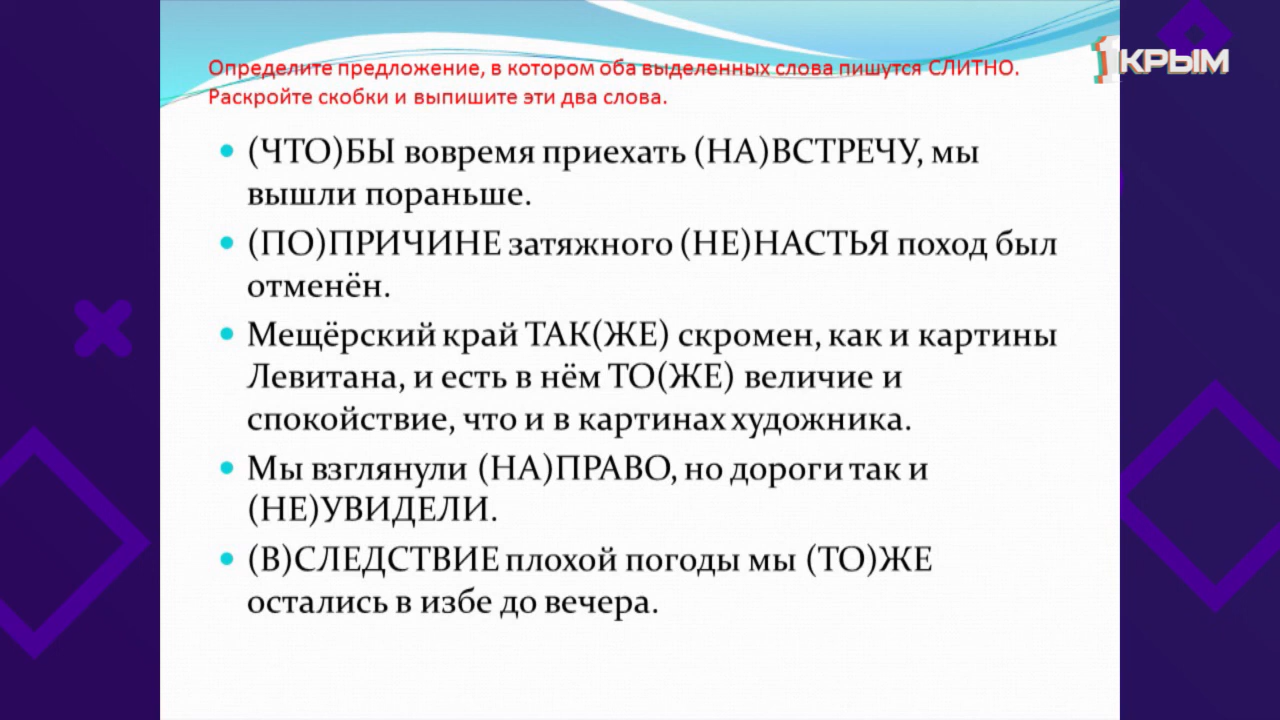 Определите предложение, в котором оба выделенных слова пишутся СЛИТНО.
Раскройте скобки и выпишите эти два слова.
1КРЫМ
• (ЧТО)БЫ вовремя приехать (НА)ВСТРЕЧУ, мы
вышли пораньше.
• (ПО)ПРИЧИНЕ затяжного (НЕ)НАСТЬЯ поход был
отменён.
• Мещёрский край ТАК(ЖЕ) скромен, как и картины
Левитана, и есть в нём ТО(ЖЕ) величие и
спокойствие, что и в картинах художника.
• Мы взглянули (НА)ПРАВО, но дороги так и
(НЕ)УВИДЕЛИ.
• (В)СЛЕДСТВИЕ плохой погоды мы (ТО)ЖЕ
остались в избе до вечера.